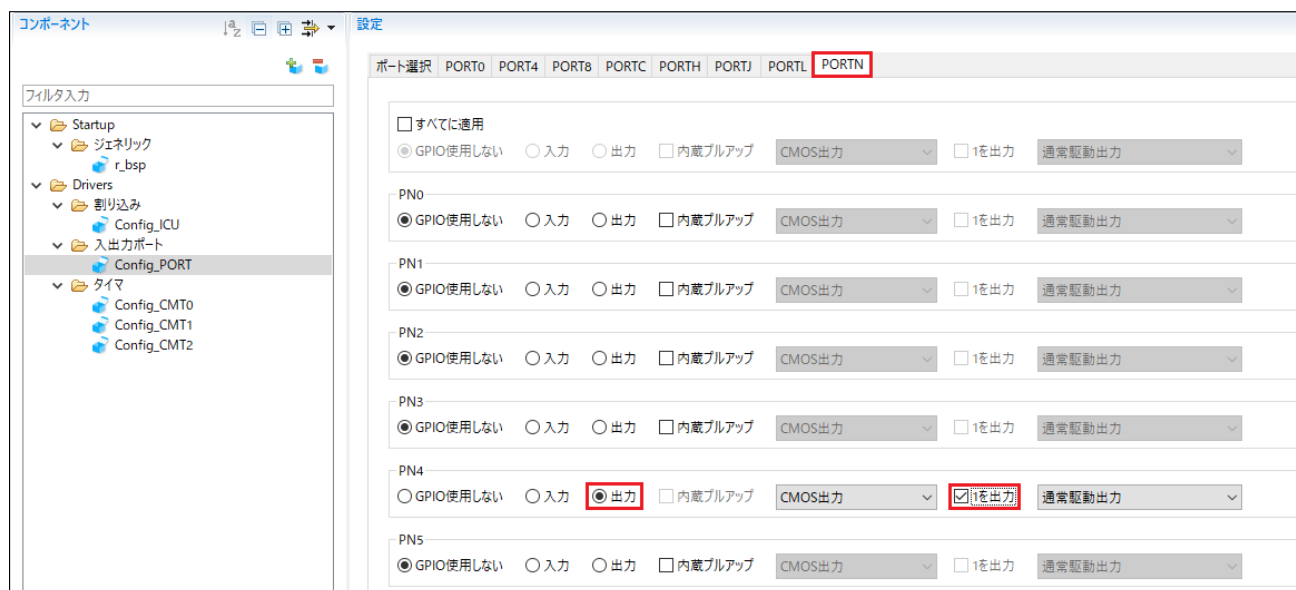 コンポーネント
設定
ポート選択 PORT0 PORT4 PORT8 PORTC PORTH PORTJ PORTL PORTN
フィルタ入力
Startup
ジェネリック
r_bsp
Drivers
割り込み
Config_ICU
入出力ポート
Config_PORT
タイマ
Config_CMT0
Config_CMT1
Config_CMT2
すべてに適用
GPIO使用しない 入力 出力 内蔵プルアップ CMOS出力 1を出力 通常駆動出力
PN0
GPIO使用しない 入力 出力 内蔵プルアップ CMOS出力 1を出力 通常駆動出力
PN1
GPIO使用しない 入力 出力 内蔵プルアップ CMOS出力 1を出力 通常駆動出力
PN2
GPIO使用しない 入力 出力 内蔵プルアップ CMOS出力 1を出力 通常駆動出力
PN3
GPIO使用しない 入力 出力 内蔵プルアップ CMOS出力 1を出力 通常駆動出力
PN4
GPIO使用しない 入力 出力 内蔵プルアップ CMOS出力 1を出力 通常駆動出力
PN5
GPIO使用しない 入力 出力 内蔵プルアップ CMOS出力 1を出力 通常駆動出力